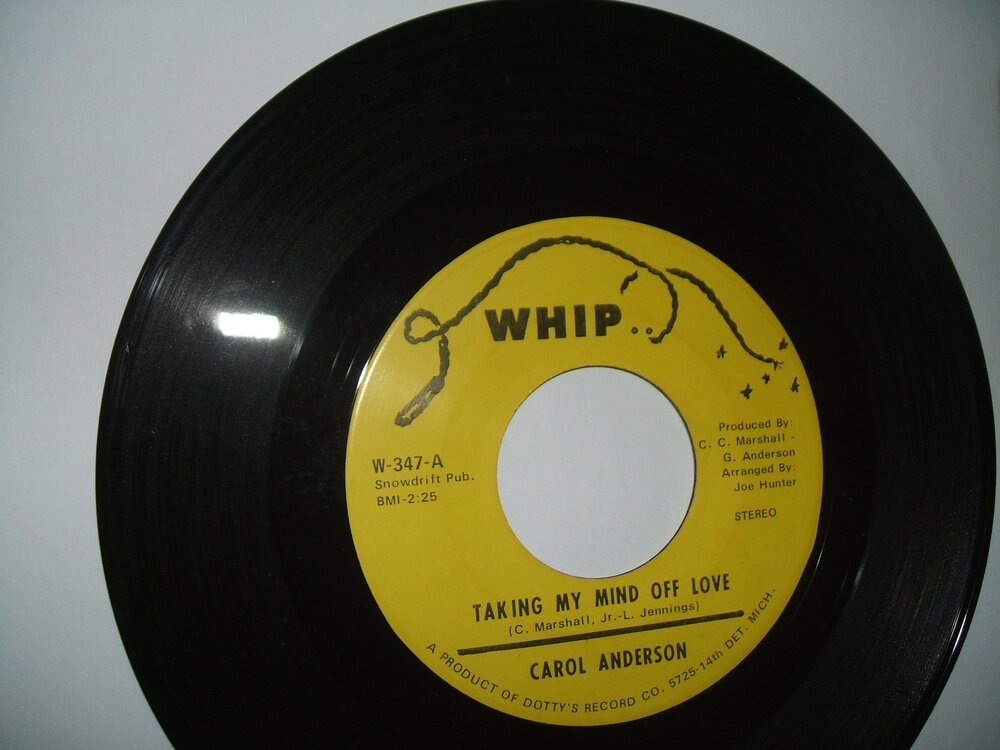 WHIP..
W-347-A
Snowdrift Pub.
BMI-2:25
Produced By:
C. C. Marshall -
G. Anderson
Arranged By:
Joe Hunter
STEREO
TAKING MY MIND OFF LOVE
(C. Marshall, Jr.-L. Jennings)
CAROL ANDERSON
A PRODUCT OF DOTTY'S RECORD CO. 5725-14th DET. MICH.